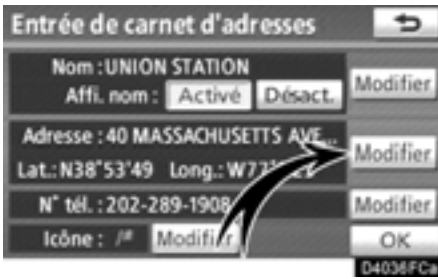 Entrée de carnet d'adresses
Nom :UNION STATION
Affi. nom : Activé Désact. Modifier
Adresse : 40 MASSACHUSETTS AVE...
Lat.: N38°53'49 Long.: W77° Modifier
N° tél. : 202-289-1908 Modifier
Icône : Modifier OK
D4036FCa